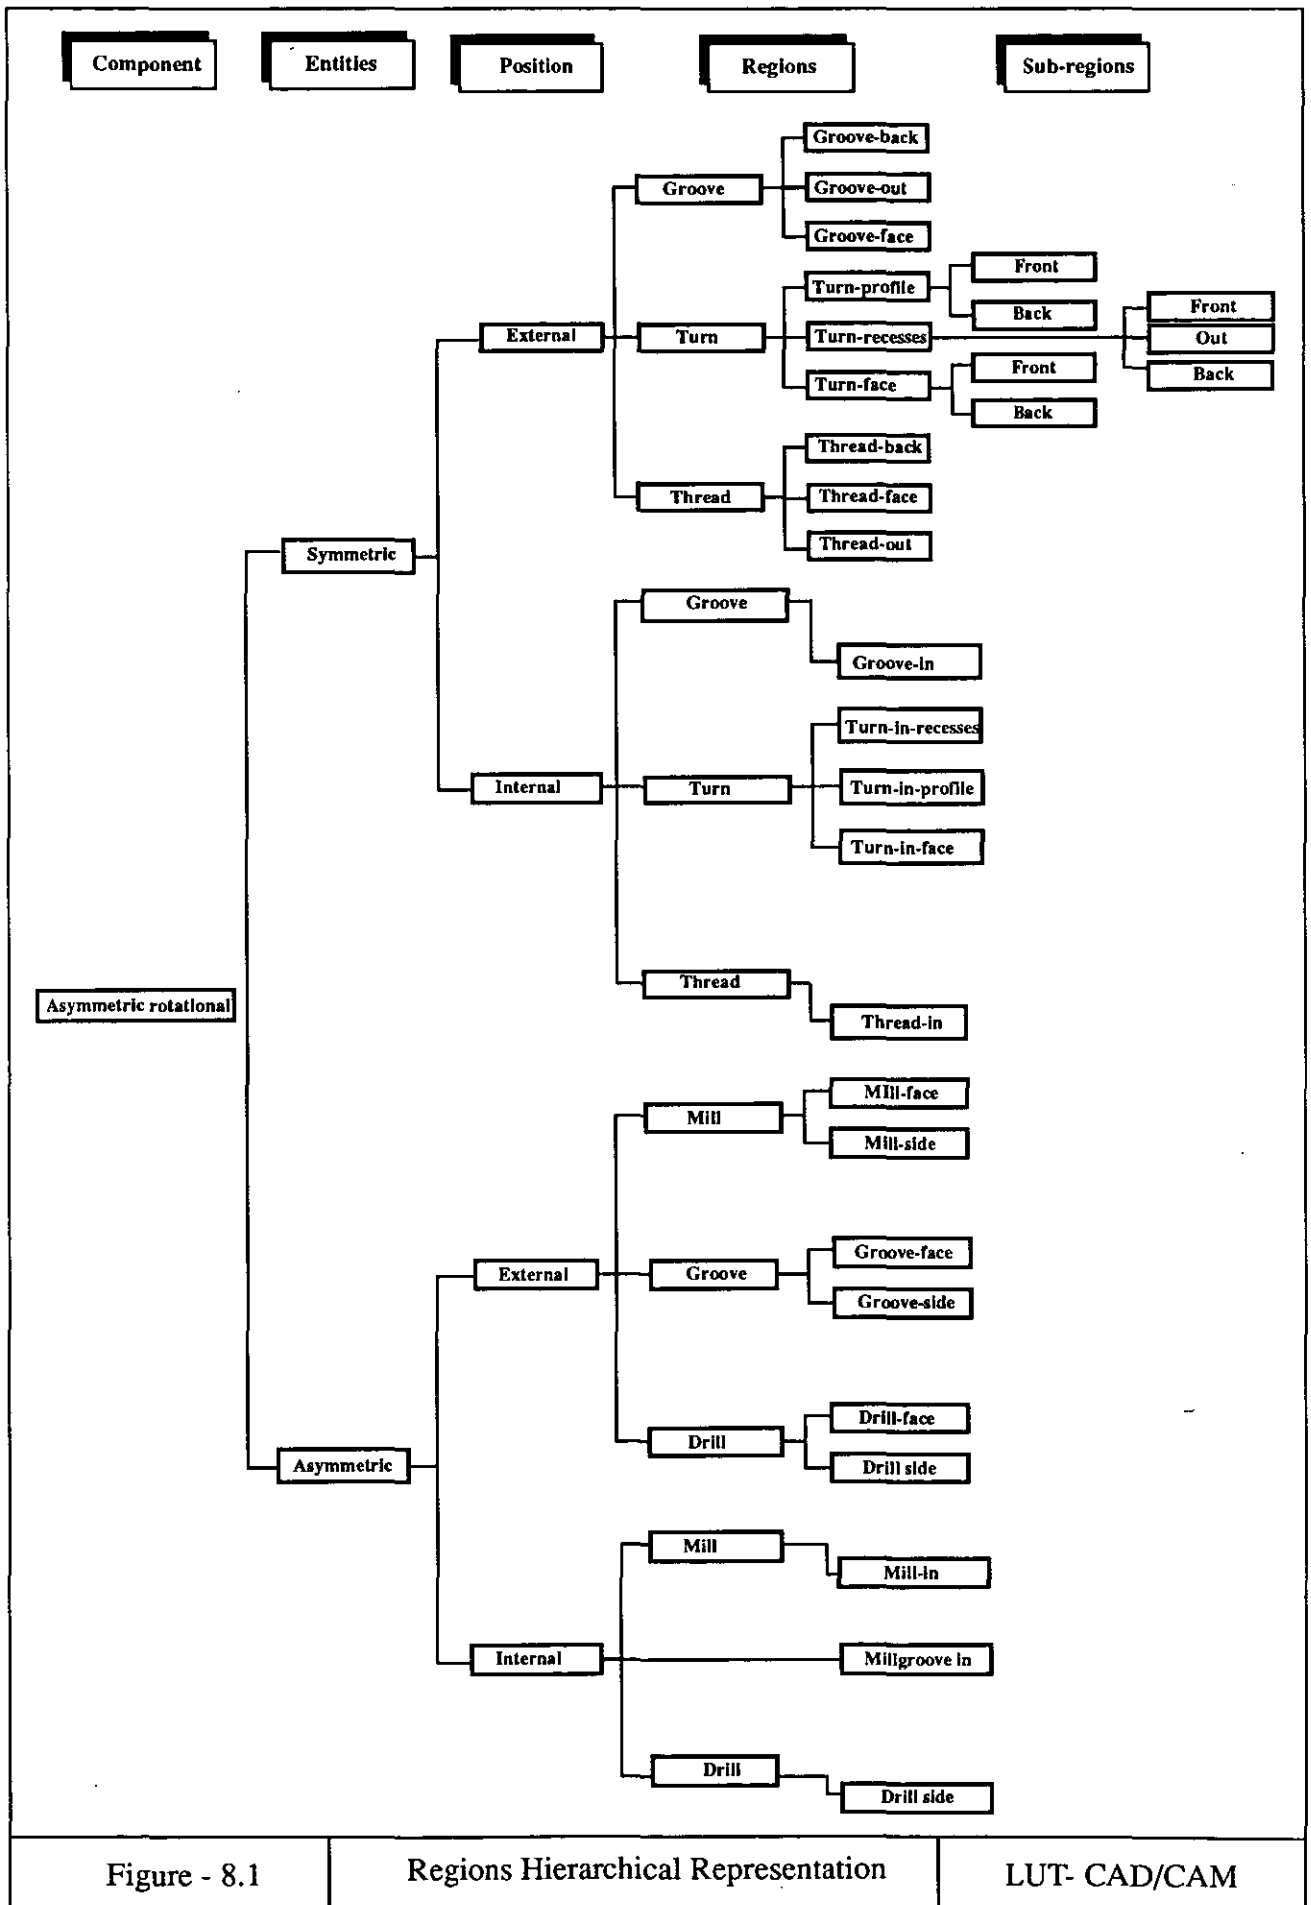 Component
Entities
Position
Regions
Sub-regions
Groove-back
Groove
Groove-out
Groove-face
Front
Turn-profile
Back
Front
External
Turn
Turn-recesses
Out
Front
Turn-face
Back
Back
Thread-back
Thread
Thread-face
Thread-out
Symmetric
Groove
Groove-in
Turn-in-recesses
Internal
Turn
Turn-in-profile
Turn-in-face
Thread
Asymmetric rotational
Thread-in
MIll-face
Mill
Mill-side
Groove-face
External
Groove
Groove-side
Drill-face
Drill
Asymmetric
Drill side
Mill
Mill-in
Internal
Millgroove in
Drill
Drill side
Figure - 8.1
Regions Hierarchical Representation
LUT- CAD/CAM